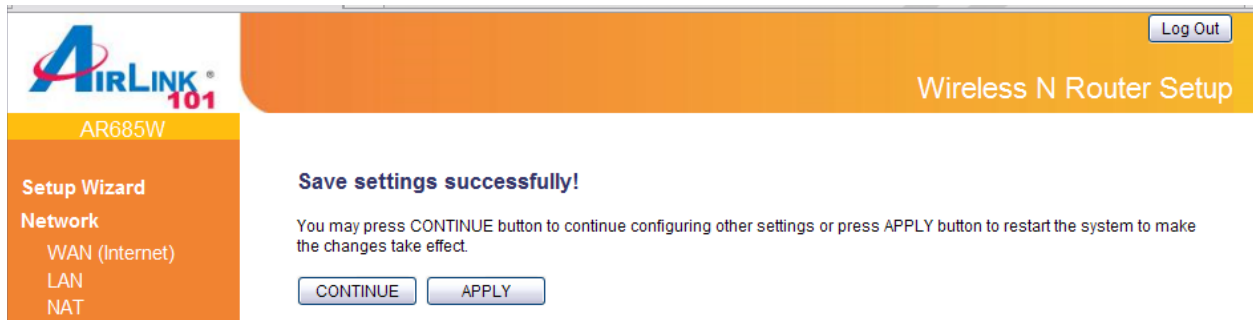 Log Out
AIRLINK®
101
Wireless N Router Setup
AR685W
Setup Wizard
Network
WAN (Internet)
LAN
NAT
Save settings successfully!
You may press CONTINUE button to continue configuring other settings or press APPLY button to restart the system to make
the changes take effect.
CONTINUE APPLY